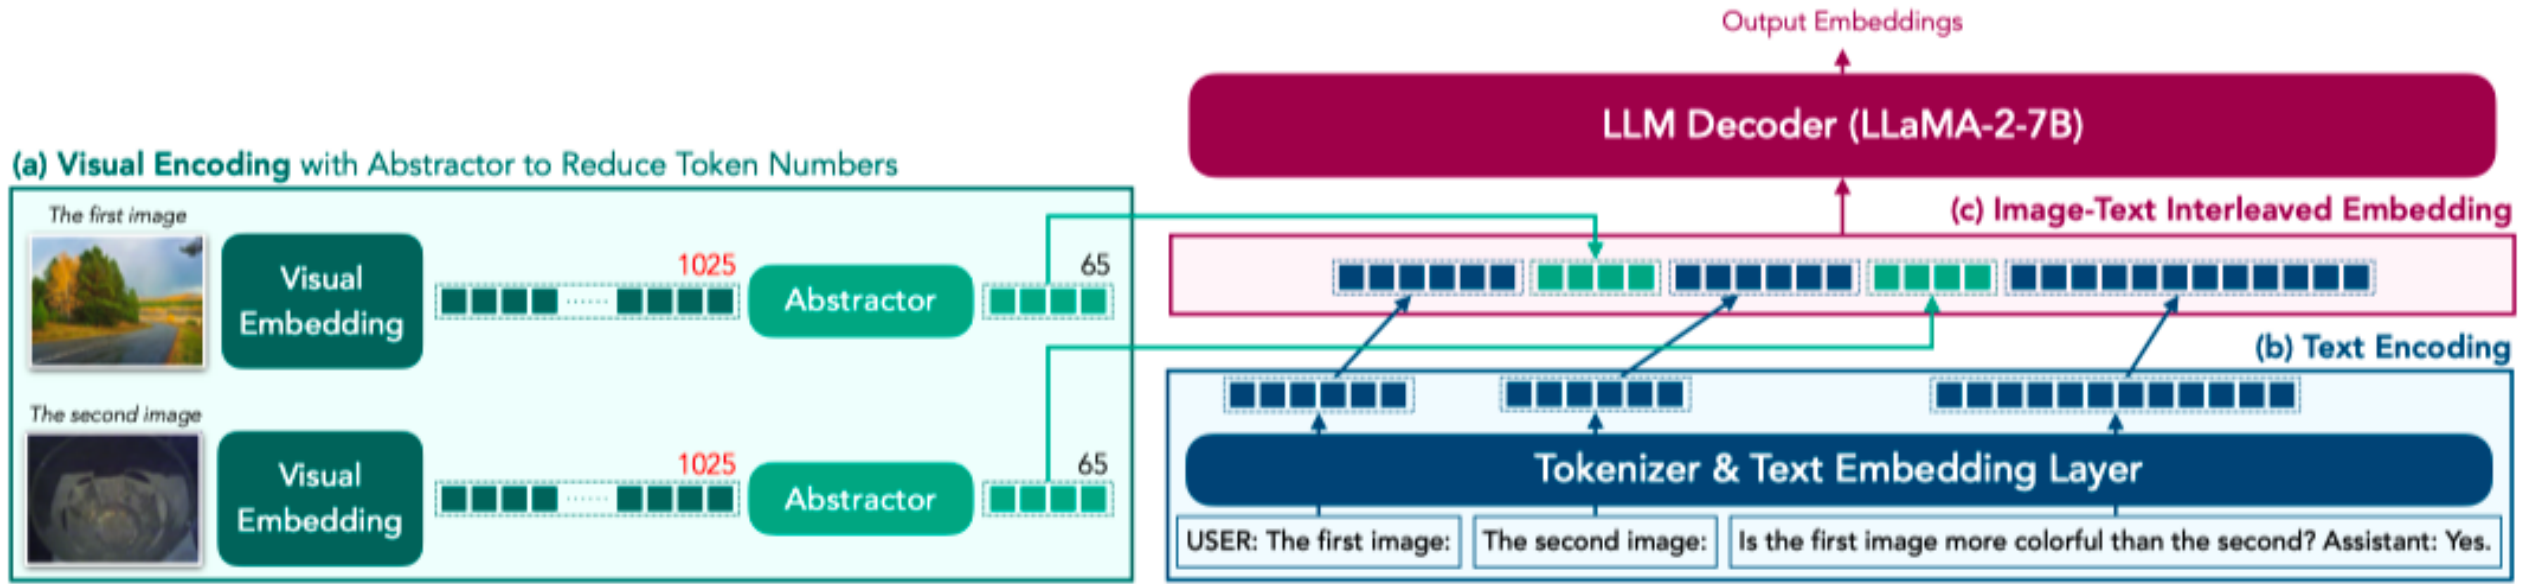 Output Embeddings
LLM Decoder (LLaMA-2-7B)
(a) Visual Encoding with Abstractor to Reduce Token Numbers
(c) Image-Text Interleaved Embedding
The first image
Visual
Embedding
1025
Abstractor
65
(b) Text Encoding
The second image
Visual
Embedding
1025
Abstractor
65
Tokenizer & Text Embedding Layer
USER: The first image:
The second image:
Is the first image more colorful than the second? Assistant: Yes.